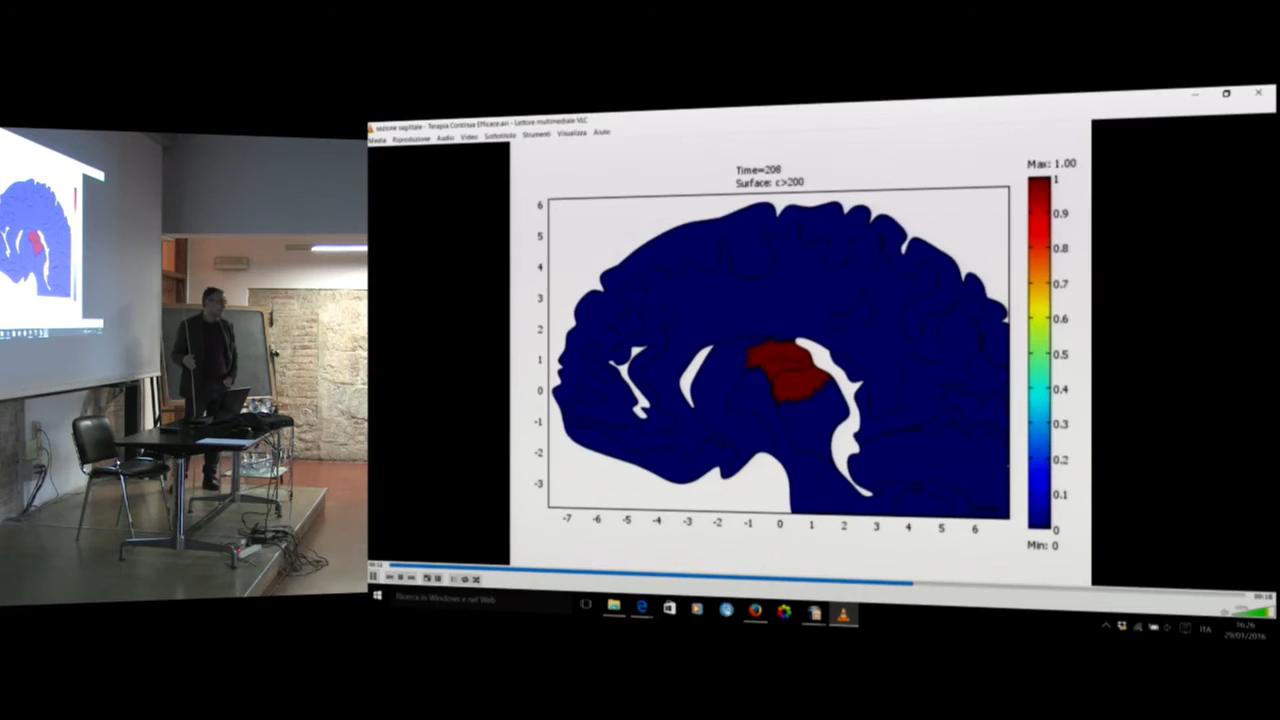 sezione sagittale - Terapia Continua Efficace.avi - Lettore multimediale VLC
Media Riproduzione Audio Video Sottotitolo Strumenti Visualizza Aiuto
Time=208
Surface: c>200
Max: 1.00
6
5
4
3
2
1
0
-1
-2
-3
-7 -6 -5 -4 -3 -2 -1 0 1 2 3 4 5 6
1
0.9
0.8
0.7
0.6
0.5
0.4
0.3
0.2
0.1
0
Min: 0
00:18
Ricerca in Windows e nel Web
ITA
16:26
29/01/2016